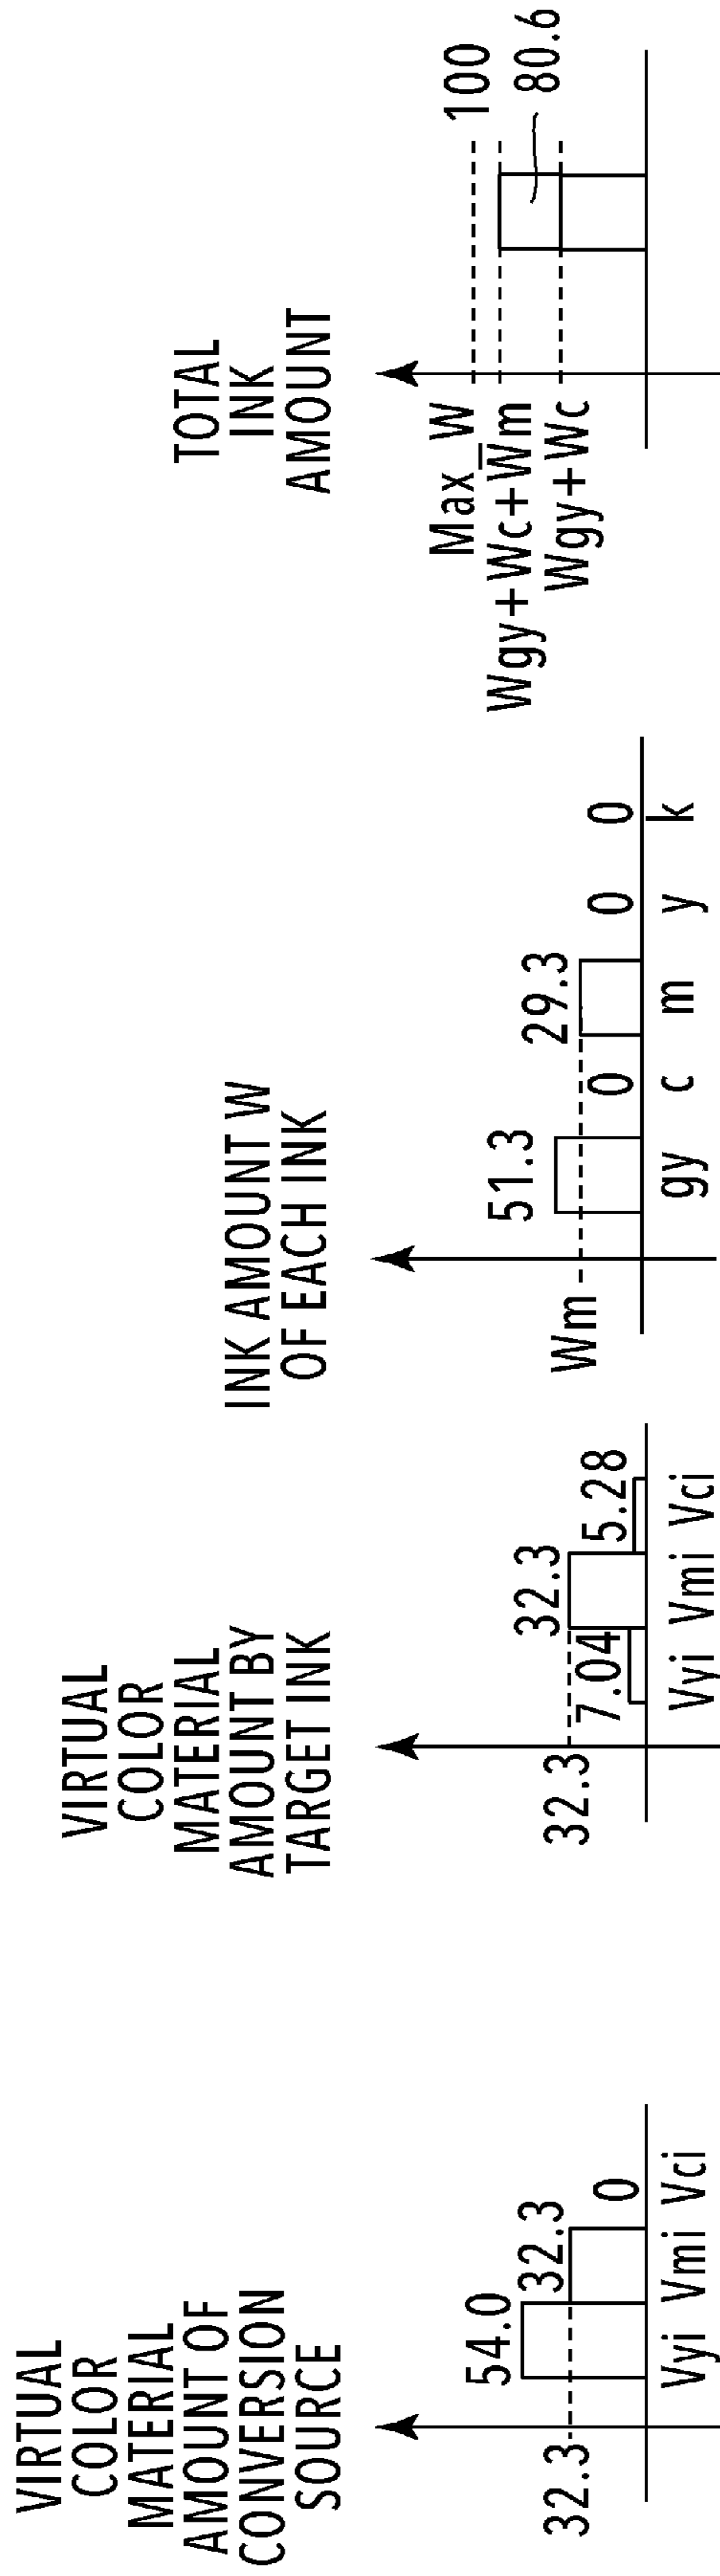 VIRTUAL
COLOR
MATERIAL
AMOUNT OF
CONVERSION
SOURCE
54.0
32.3
32.3
0
Vyi Vmi Vci
VIRTUAL
COLOR
MATERIAL
AMOUNT BY
TARGET INK
32.3
32.3
7.04
5.28
Vyi Vmi Vci
INK AMOUNT W
OF EACH INK
51.3
29.3
Wm
0
0
0
gy c m y k
TOTAL
INK
AMOUNT
Max_W
100
Wgy+Wc+Wm
80.6
Wgy+Wc